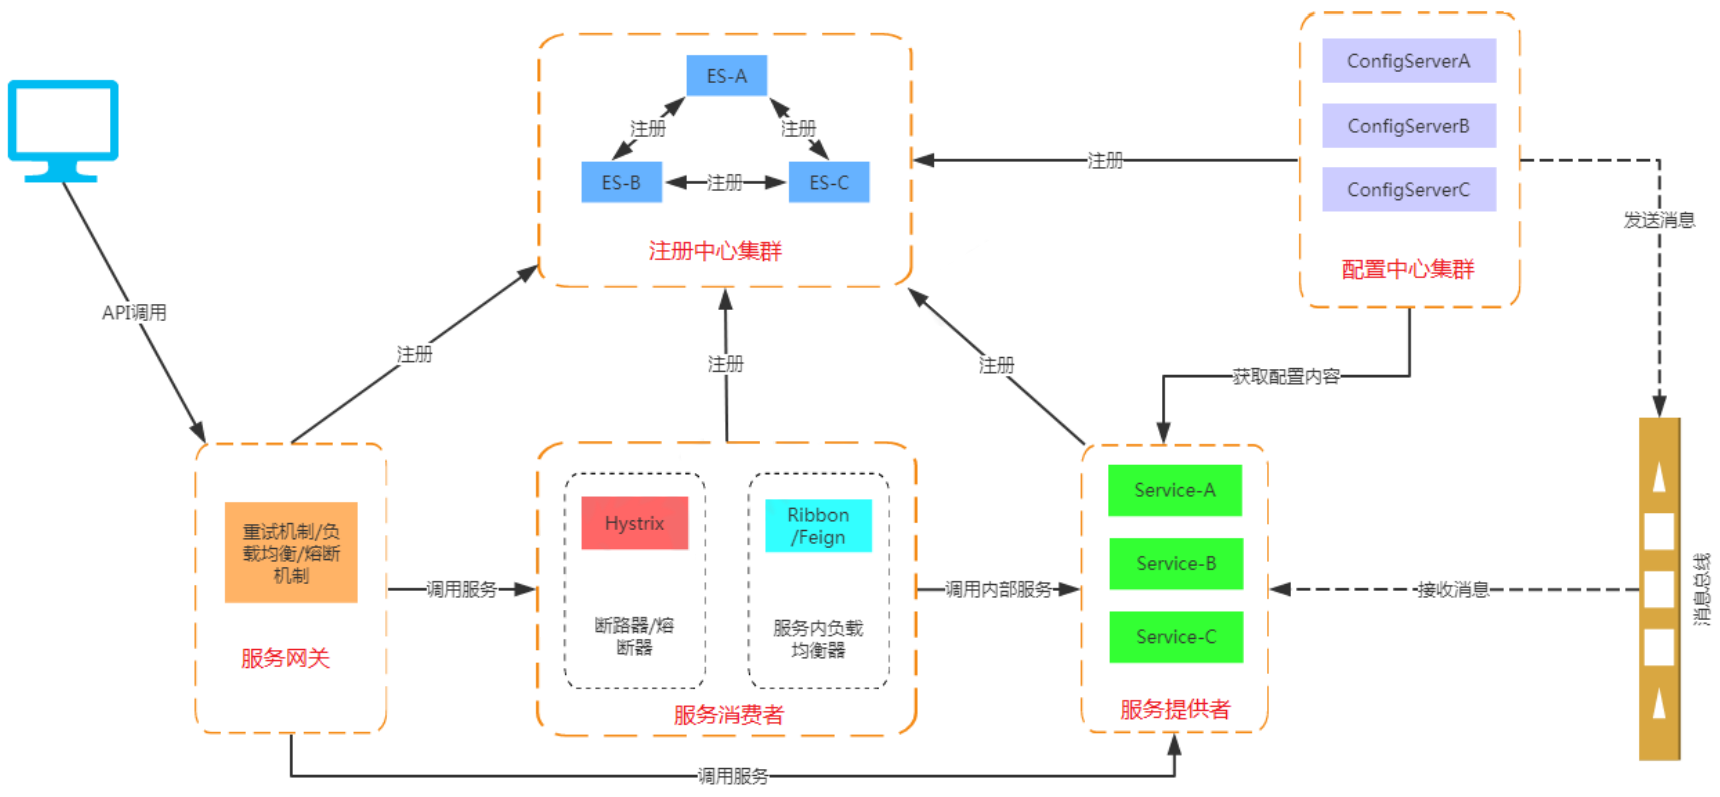 ES-A
注册
注册
ES-B
注册
ES-C
注册中心集群
注册
ConfigServerA
ConfigServerB
ConfigServerC
配置中心集群
发送消息
API调用
注册
注册
注册
获取配置内容
重试机制/负
载均衡/熔断
机制
服务网关
调用服务
Hystrix
断路器/熔
断器
Ribbon
/Feign
服务内负载
均衡器
服务消费者
调用内部服务
Service-A
Service-B
Service-C
服务提供者
接收消息
消息总线
调用服务